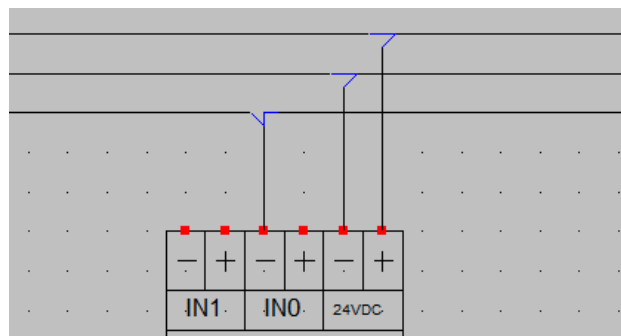 − + − + − +
IN1 IN0 24VDC